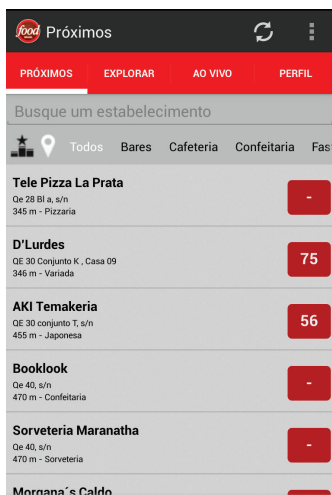 food Próximos
PRÓXIMOS EXPLORAR AO VIVO PERFIL
Busque um estabelecimento
Todos Bares Cafeteria Confeitaria Fas
Tele Pizza La Prata
Qe 28 Bl a, s/n
345 m - Pizzaria
-
D'Lurdes
QE 30 Conjunto K , Casa 09
346 m - Variada
75
AKI Temakeria
QE 30 conjunto T, s/n
455 m - Japonesa
56
Booklook
Qe 40, s/n
470 m - Confeitaria
-
Sorveteria Maranatha
Qe 40, s/n
470 m - Sorveteria
-
Morgana´s Caldo